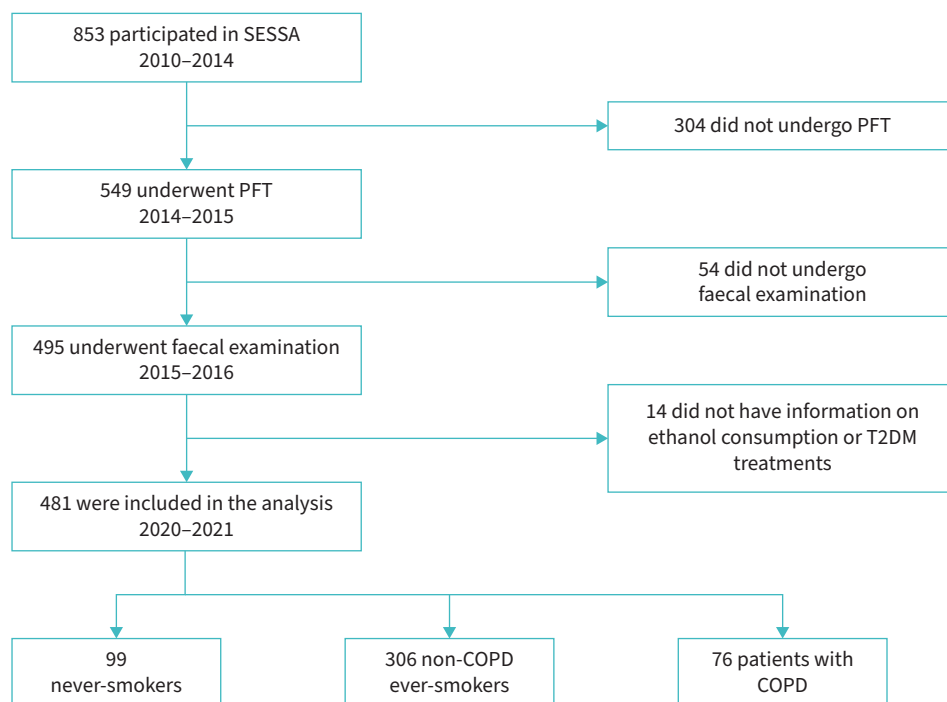 853 participated in SESSA
2010–2014
304 did not undergo PFT
549 underwent PFT
2014–2015
54 did not undergo
faecal examination
495 underwent faecal examination
2015–2016
14 did not have information on
ethanol consumption or T2DM
treatments
481 were included in the analysis
2020–2021
99
never-smokers
306 non-COPD
ever-smokers
76 patients with
COPD